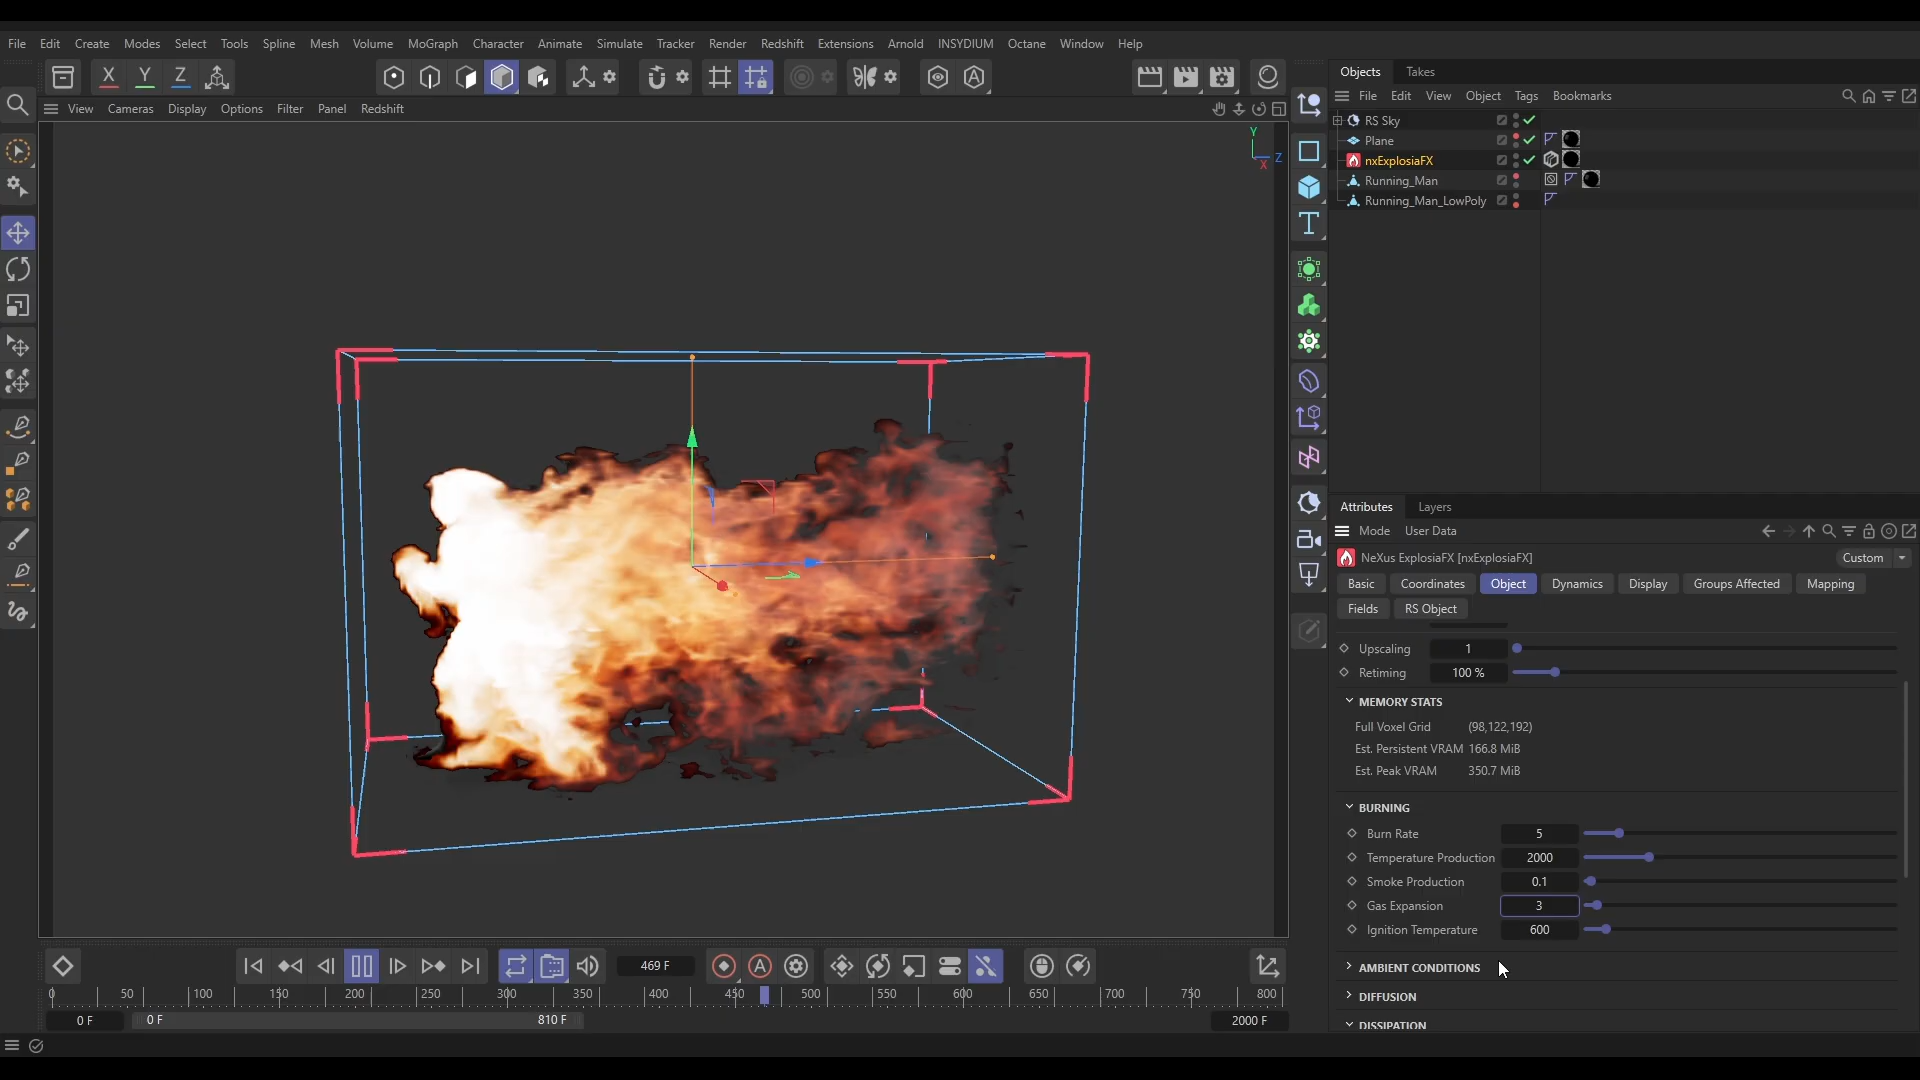 File Edit Create Modes Select Tools Spline Mesh Volume MoGraph Character Animate Simulate Tracker Render Redshift Extensions Arnold INSYDIUM Octane Window Help
X Y Z
View Cameras Display Options Filter Panel Redshift
Y
Z
X
Objects Takes
File Edit View Object Tags Bookmarks
RS Sky
Plane
nxExplosiaFX
Running_Man
Running_Man_LowPoly
Attributes Layers
Mode User Data
NeXus ExplosiaFX [nxExplosiaFX] Custom
Basic Coordinates Object Dynamics Display Groups Affected Mapping
Fields RS Object
Upscaling 1
Retiming 100 %
MEMORY STATS
Full Voxel Grid (98,122,192)
Est. Persistent VRAM 166.8 MiB
Est. Peak VRAM 350.7 MiB
BURNING
Burn Rate 5
Temperature Production 2000
Smoke Production 0.1
Gas Expansion 3
Ignition Temperature 600
AMBIENT CONDITIONS
DIFFUSION
DISSIPATION
469 F
0 50 100 150 200 250 300 350 400 450 500 550 600 650 700 750 800
0 F 0 F 810 F 2000 F